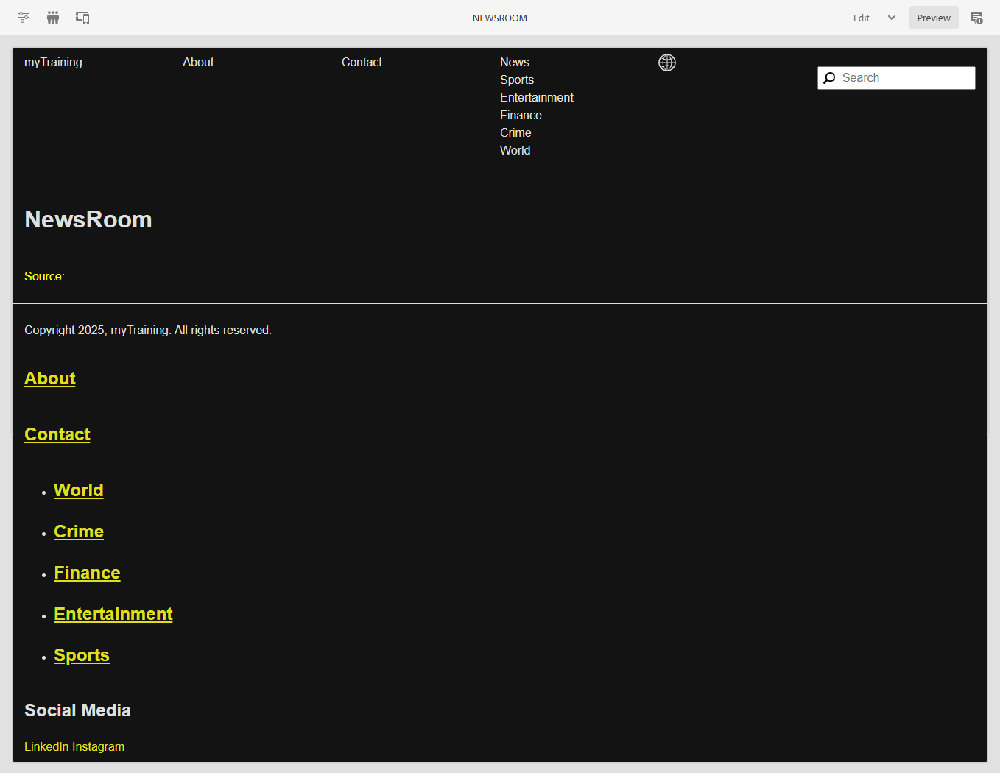 NEWSROOM
Edit
Preview
myTraining
About
Contact
News
Sports
Entertainment
Finance
Crime
World
Search
NewsRoom
Source:
Copyright 2025, myTraining. All rights reserved.
About
Contact
World
Crime
Finance
Entertainment
Sports
Social Media
LinkedIn Instagram